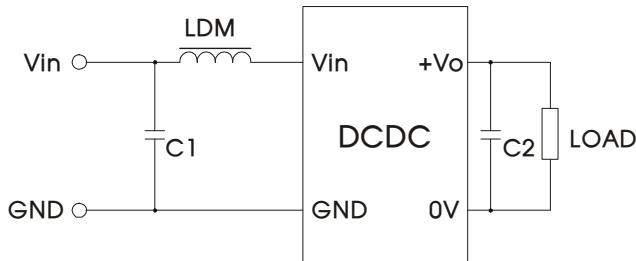 LDM
Vin
Vin
+Vo
C1
DCDC
C2
LOAD
GND
GND
0V